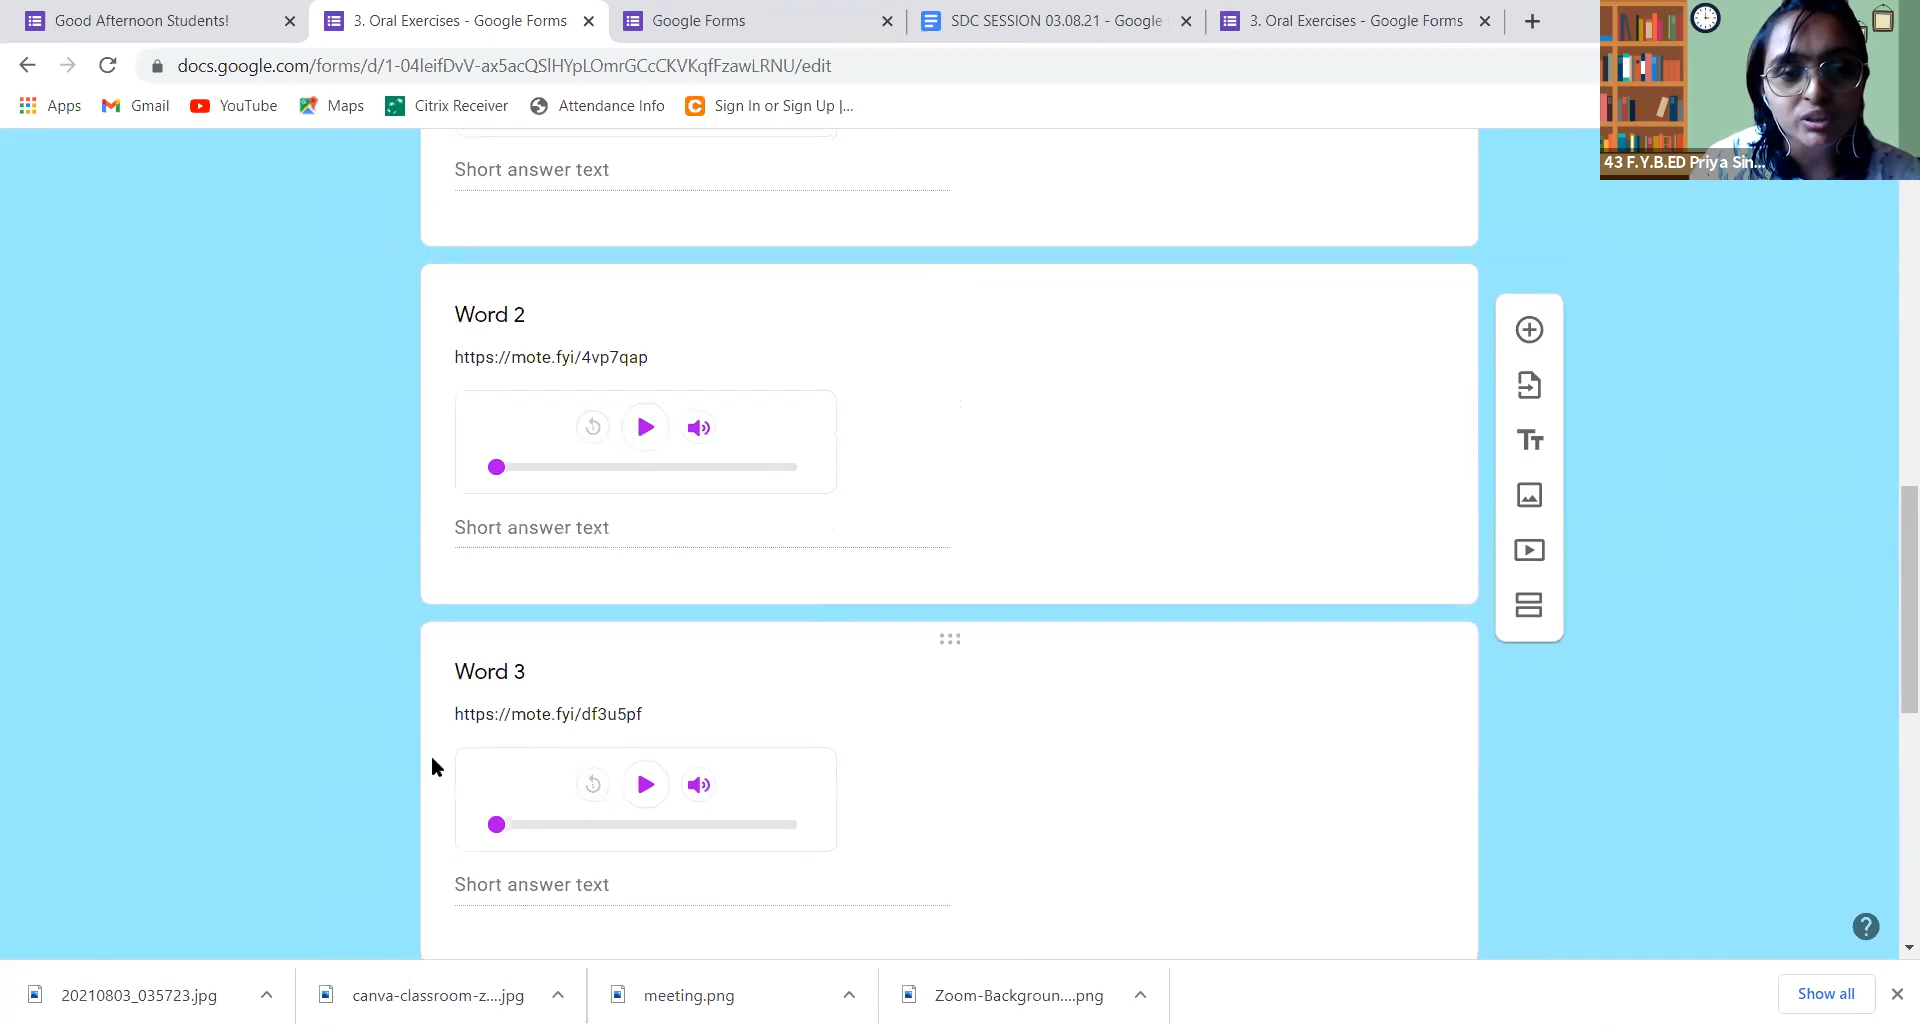 Good Afternoon Students!
3. Oral Exercises - Google Forms
Google Forms
SDC SESSION 03.08.21 - Google
3. Oral Exercises - Google Forms
docs.google.com/forms/d/1-04leifDvV-ax5acQSlHYpLOmrGCcCKVKqfFzawLRNU/edit
Apps
Gmail
YouTube
Maps
Citrix Receiver
Attendance Info
Sign In or Sign Up |...
43 F.Y.B.ED Priya Sin...
Short answer text
Word 2
https://mote.fyi/4vp7qap
Short answer text
Word 3
https://mote.fyi/df3u5pf
Short answer text
20210803_035723.jpg
canva-classroom-z....jpg
meeting.png
Zoom-Backgroun....png
Show all